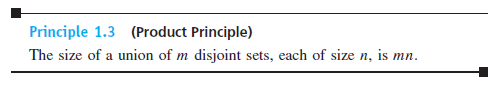 Principle 1.3 (Product Principle)
The size of a union of m disjoint sets, each of size n, is mn.